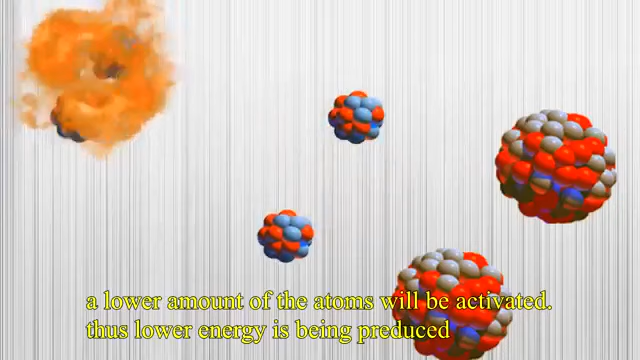 a lower amount of the atoms will be activated.
thus lower energy is being preduced